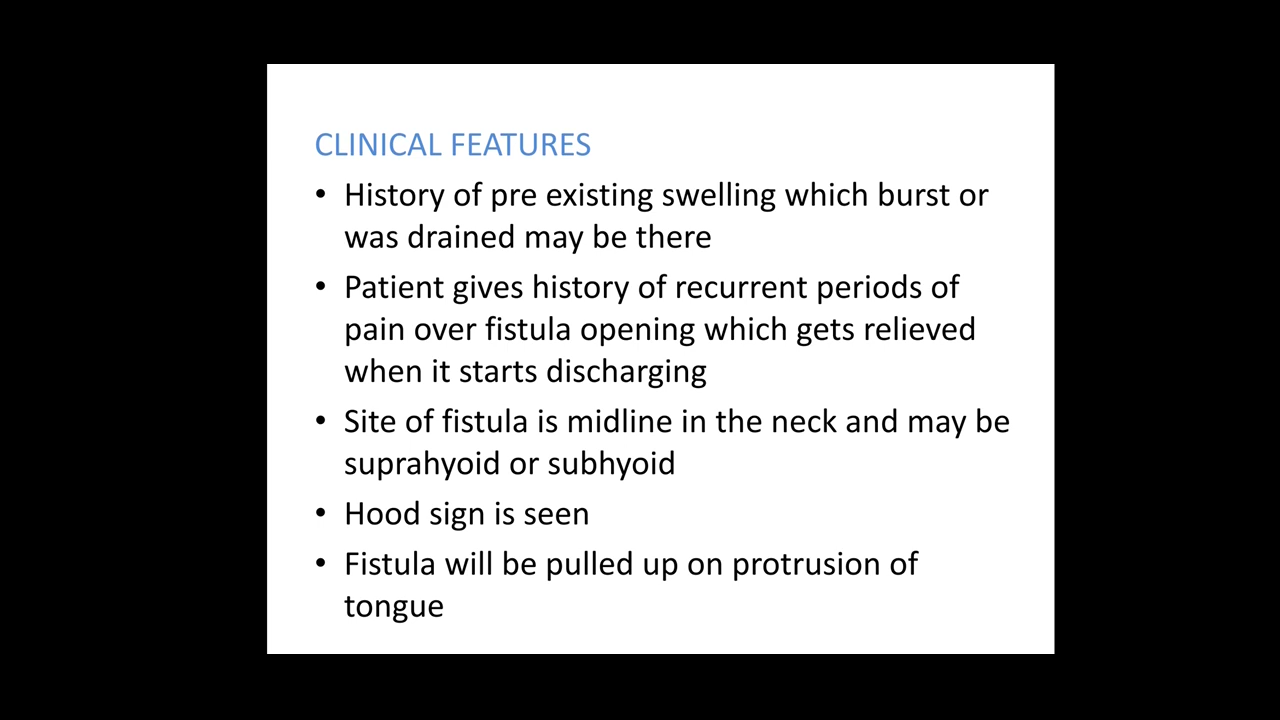 CLINICAL FEATURES
• History of pre existing swelling which burst or
was drained may be there
• Patient gives history of recurrent periods of
pain over fistula opening which gets relieved
when it starts discharging
• Site of fistula is midline in the neck and may be
suprahyoid or subhyoid
• Hood sign is seen
• Fistula will be pulled up on protrusion of
tongue